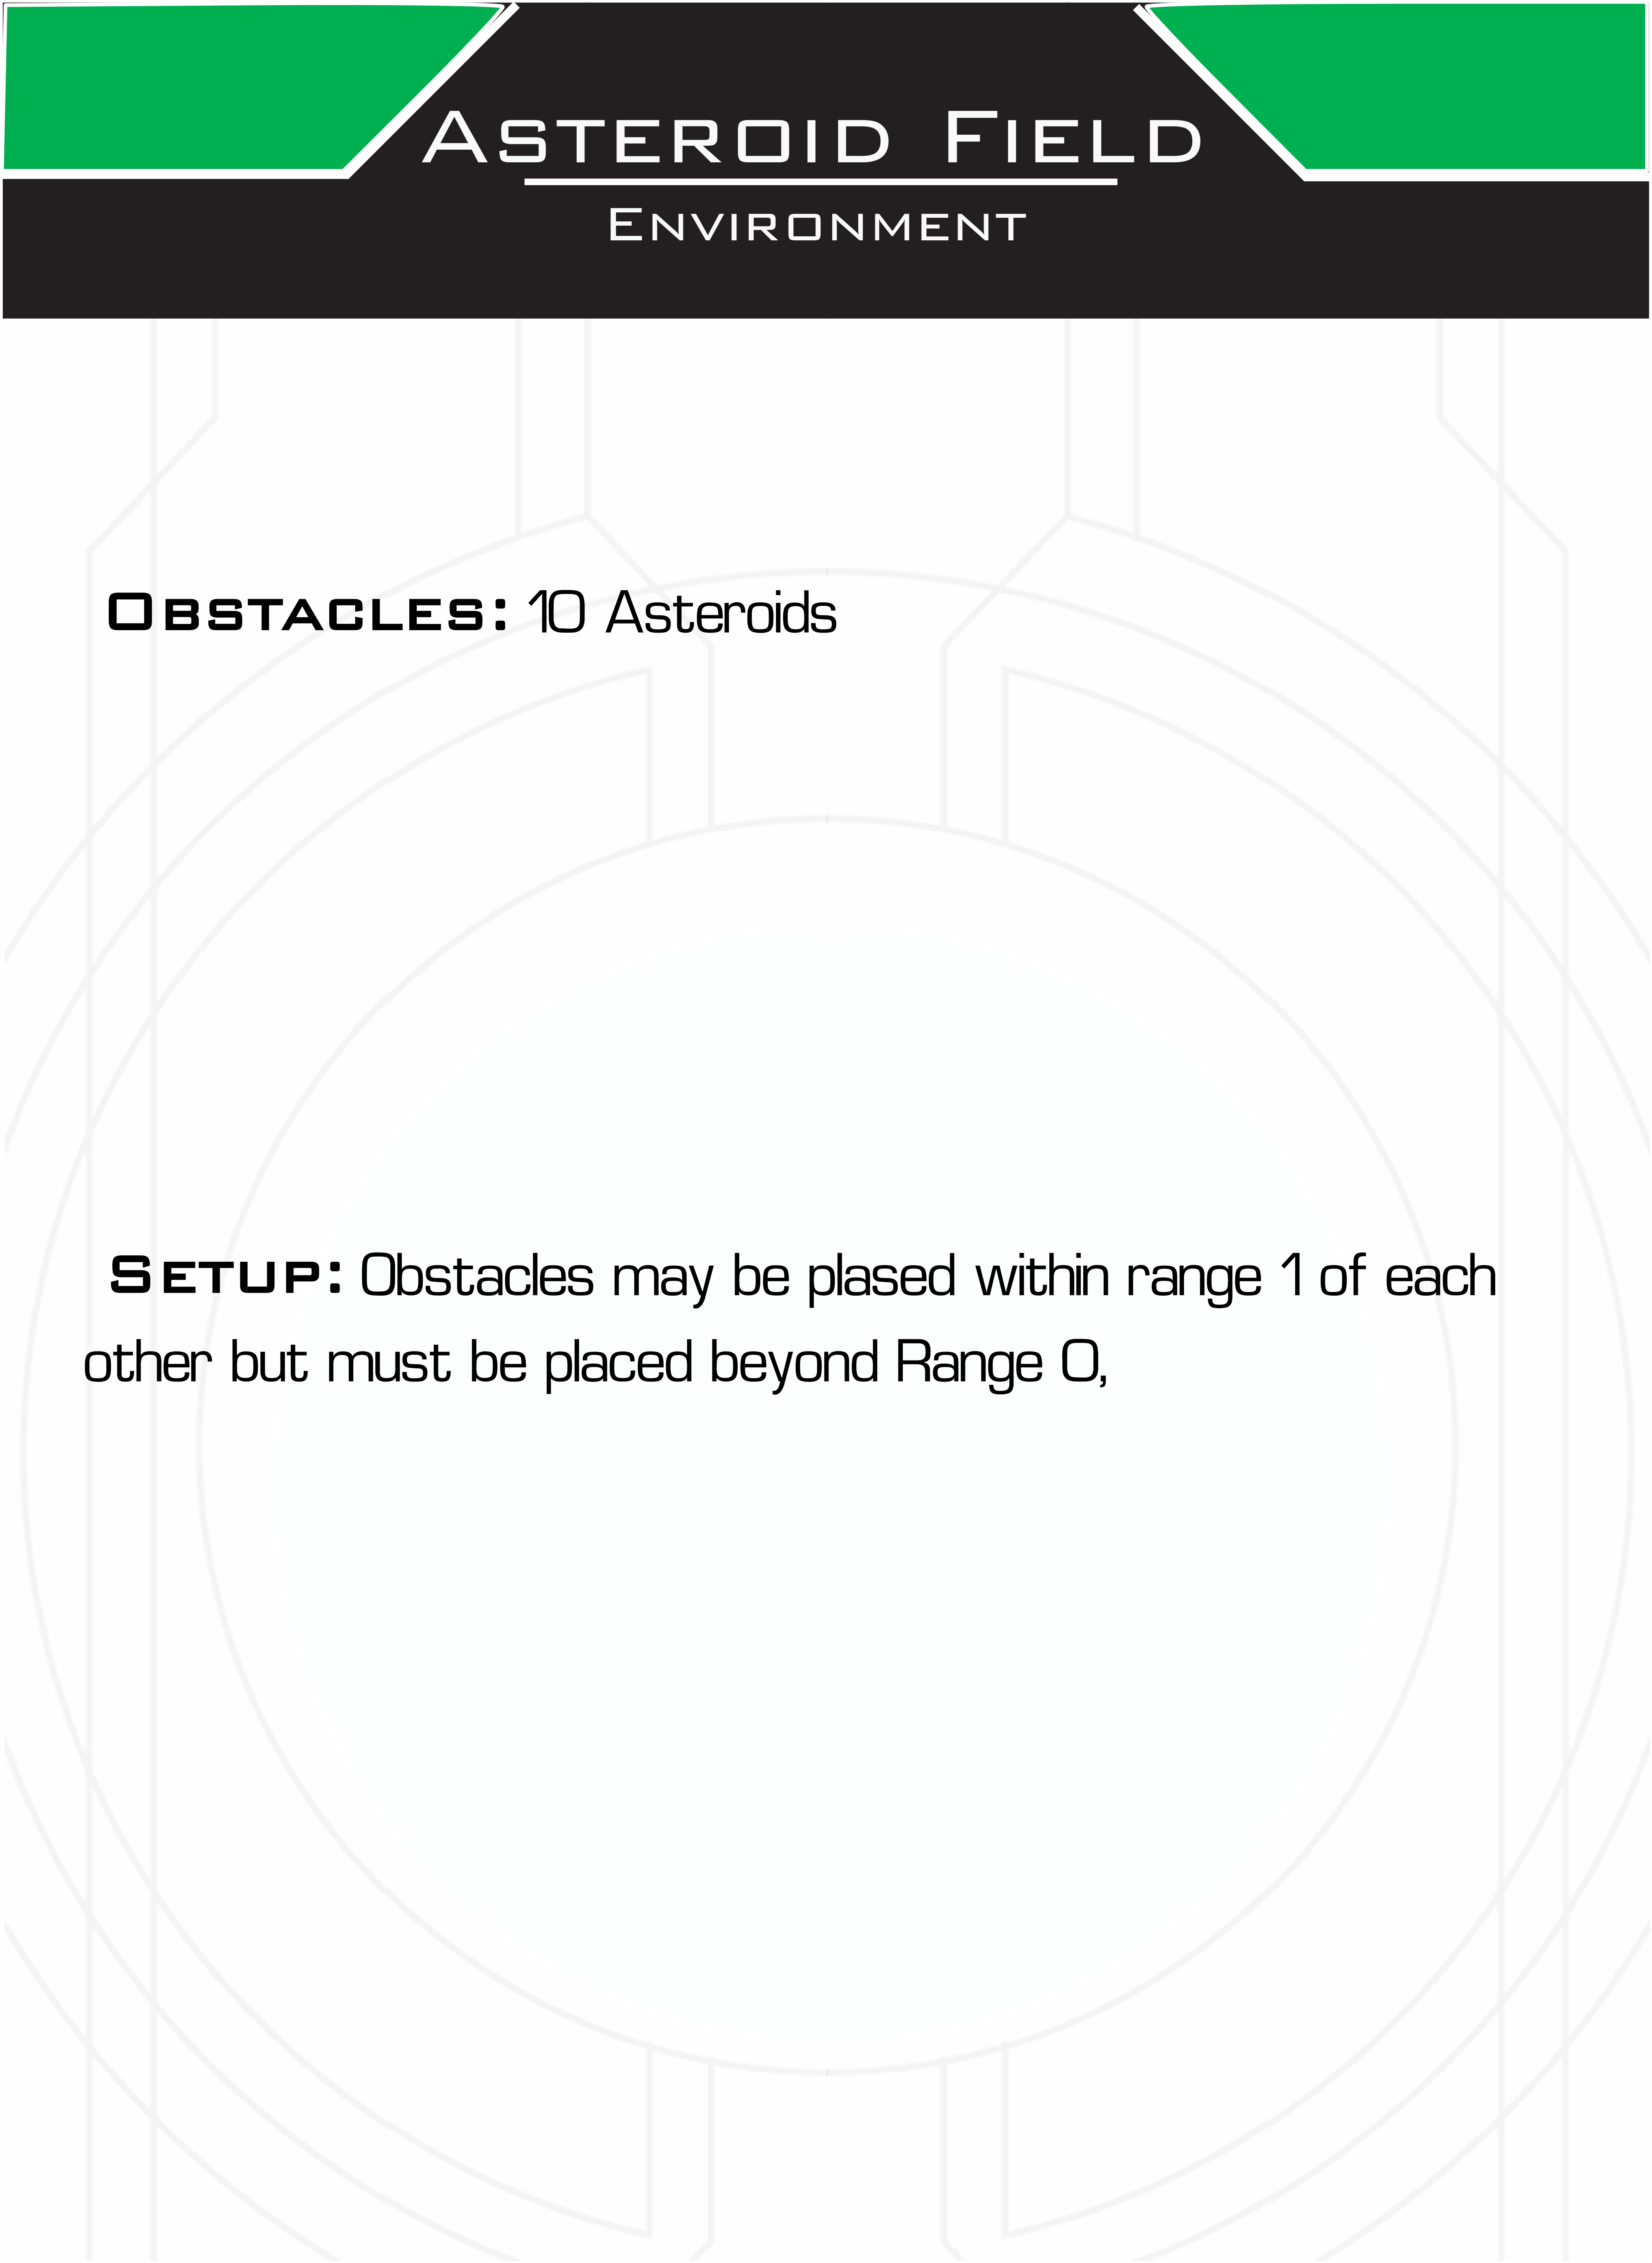 Asteroid Field
Environment
Obstacles: 10 Asteroids
Setup: Obstacles may be plased within range 1 of each
other but must be placed beyond Range 0,